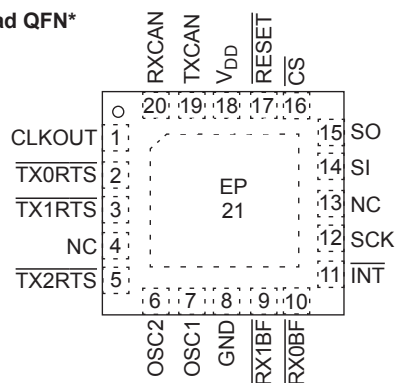 ad QFN*
RXCAN
TXCAN
VDD
RESET
CS
20 19 18 17 16
CLKOUT 1
TX0RTS 2
TX1RTS 3
NC 4
TX2RTS 5
EP
21
15 SO
14 SI
13 NC
12 SCK
11 INT
6 7 8 9 10
OSC2
OSC1
GND
RX1BF
RX0BF